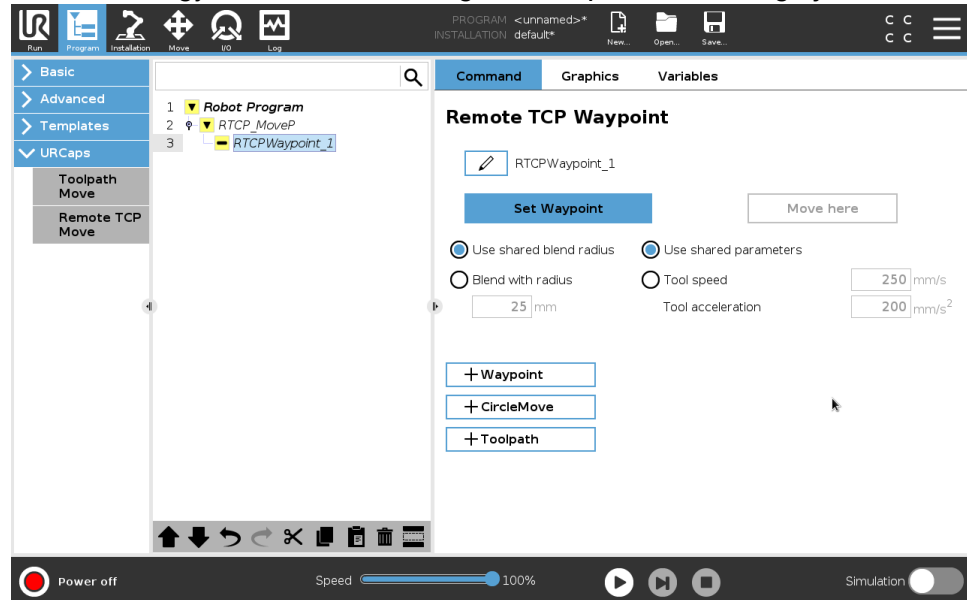 PROGRAM <unnamed>*
INSTALLATION default*
Run Program Installation Move I/O Log
New... Open... Save...
C C
C C
Basic
Advanced
Templates
URCaps
Toolpath
Move
Remote TCP
Move
1 Robot Program
2 RTCP_MoveP
3 RTCPWaypoint_1
Command Graphics Variables
Remote TCP Waypoint
RTCPWaypoint_1
Set Waypoint Move here
Use shared blend radius Use shared parameters
Blend with radius Tool speed 250 mm/s
25 mm Tool acceleration 200 mm/s²
+Waypoint
+CircleMove
+Toolpath
Power off Speed 100% Simulation